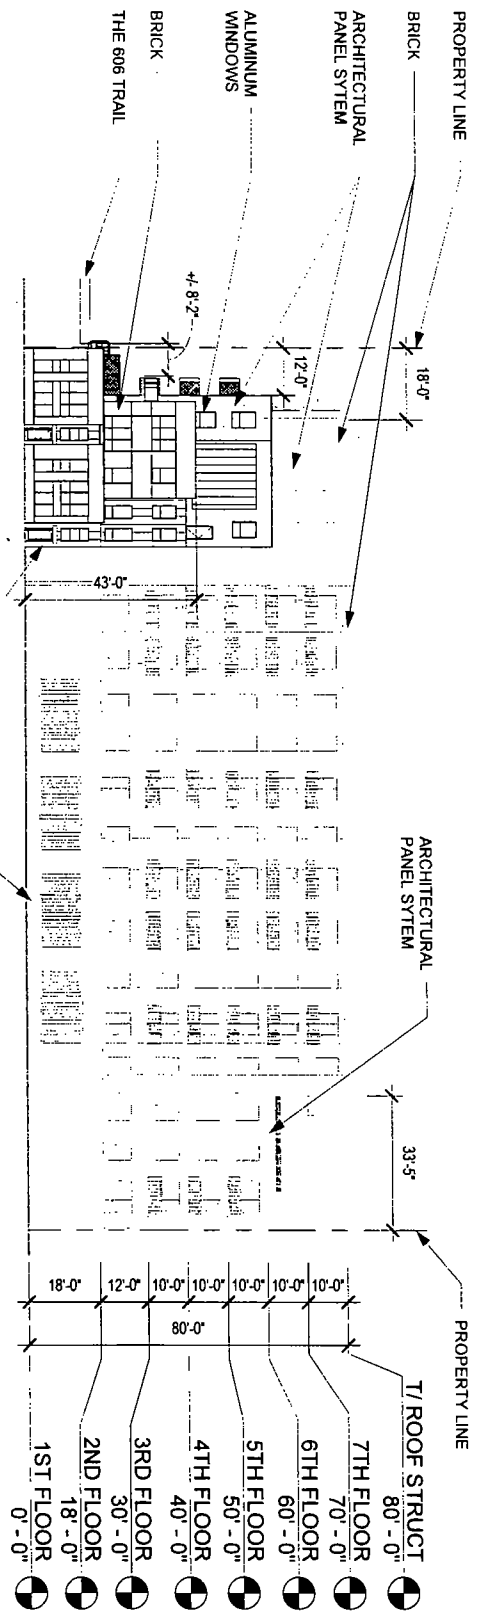 PROPERTY LINE
BRICK
ARCHITECTURAL
PANEL SYTEM
ALUMINUM
WINDOWS
BRICK
THE 606 TRAIL
18'-0"
12'-0"
+/- 8'-2"
43'-0"
ARCHITECTURAL
PANEL SYTEM
33'-5"
PROPERTY LINE
18'-0"
12'-0"
10'-0"
10'-0"
10'-0"
10'-0"
10'-0"
80'-0"
T/ ROOF STRUCT
80' - 0"
7TH FLOOR
70' - 0"
6TH FLOOR
60' - 0"
5TH FLOOR
50' - 0"
4TH FLOOR
40' - 0"
3RD FLOOR
30' - 0"
2ND FLOOR
18' - 0"
1ST FLOOR
0' - 0"